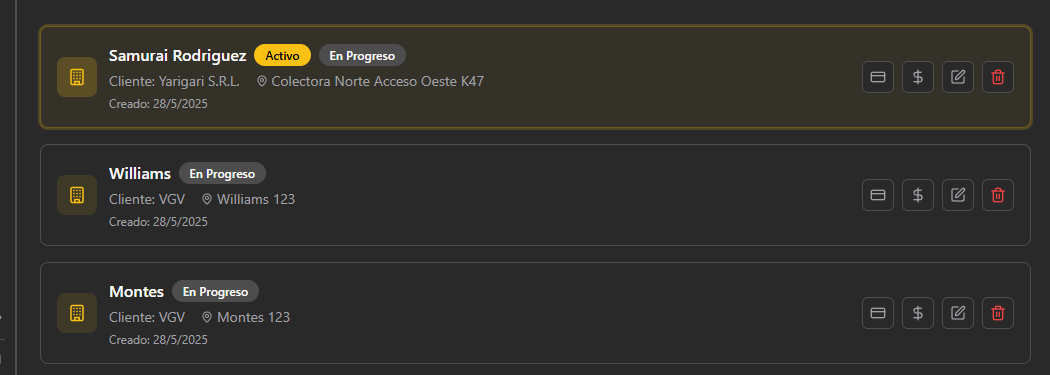 Samurai Rodriguez Activo En Progreso
Cliente: Yarigari S.R.L. Colectora Norte Acceso Oeste K47
Creado: 28/5/2025
Williams En Progreso
Cliente: VGV Williams 123
Creado: 28/5/2025
Montes En Progreso
Cliente: VGV Montes 123
Creado: 28/5/2025